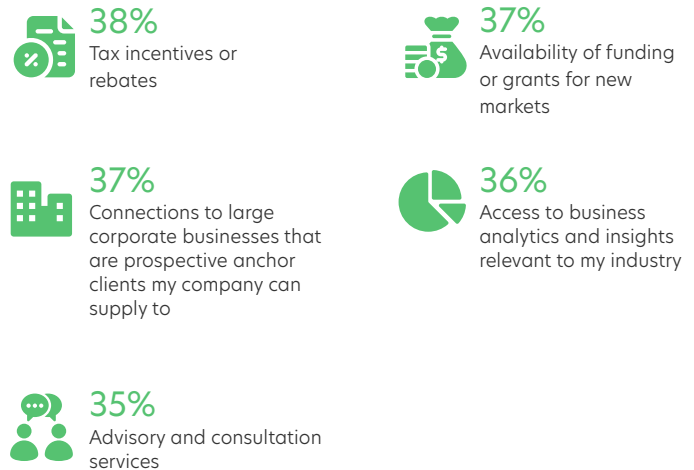 38%
Tax incentives or
rebates
37%
Availability of funding
or grants for new
markets
37%
Connections to large
corporate businesses that
are prospective anchor
clients my company can
supply to
36%
Access to business
analytics and insights
relevant to my industry
35%
Advisory and consultation
services